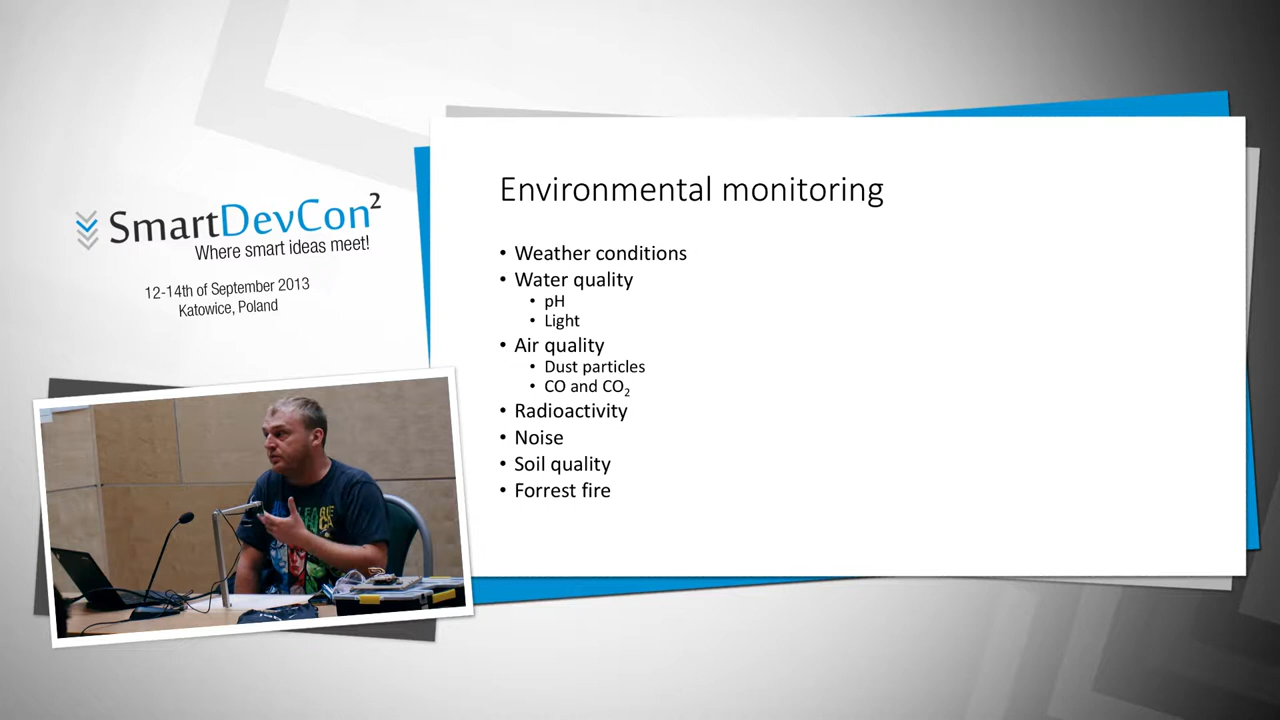 SmartDevCon²
Where smart ideas meet!
12-14th of September 2013
Katowice, Poland
Environmental monitoring
• Weather conditions
• Water quality
• pH
• Light
• Air quality
• Dust particles
• CO and CO₂
• Radioactivity
• Noise
• Soil quality
• Forrest fire